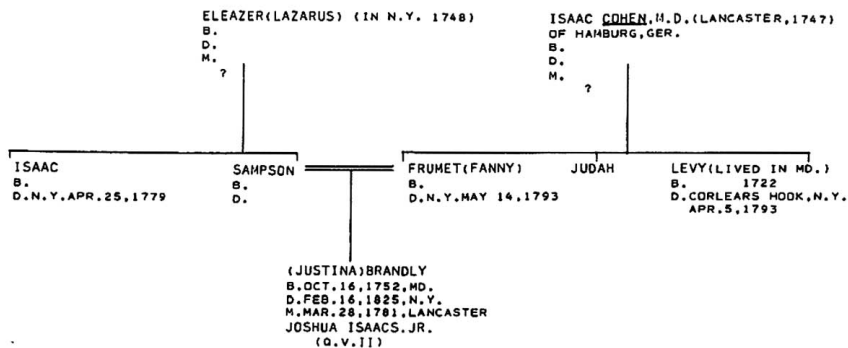 ELEAZER(LAZARUS) (IN N.Y. 1748)
B.
D.
M.
?
ISAAC COHEN,M.D.(LANCASTER,1747)
OF HAMBURG,GER.
B.
D.
M.
?
ISAAC
B.
D.N.Y.APR.25,1779
SAMPSON
B.
D.
FRUMET(FANNY)
B.
D.N.Y.MAY 14,1793
JUDAH
LEVY(LIVED IN MD.)
B. 1722
D.CORLEARS HOOK,N.Y.
APR.5,1793
(JUSTINA)BRANDLY
B.OCT.16,1752,MD.
D.FEB.16,1825,N.Y.
M.MAR.28,1781,LANCASTER
JOSHUA ISAACS.JR.
(Q.V.II)